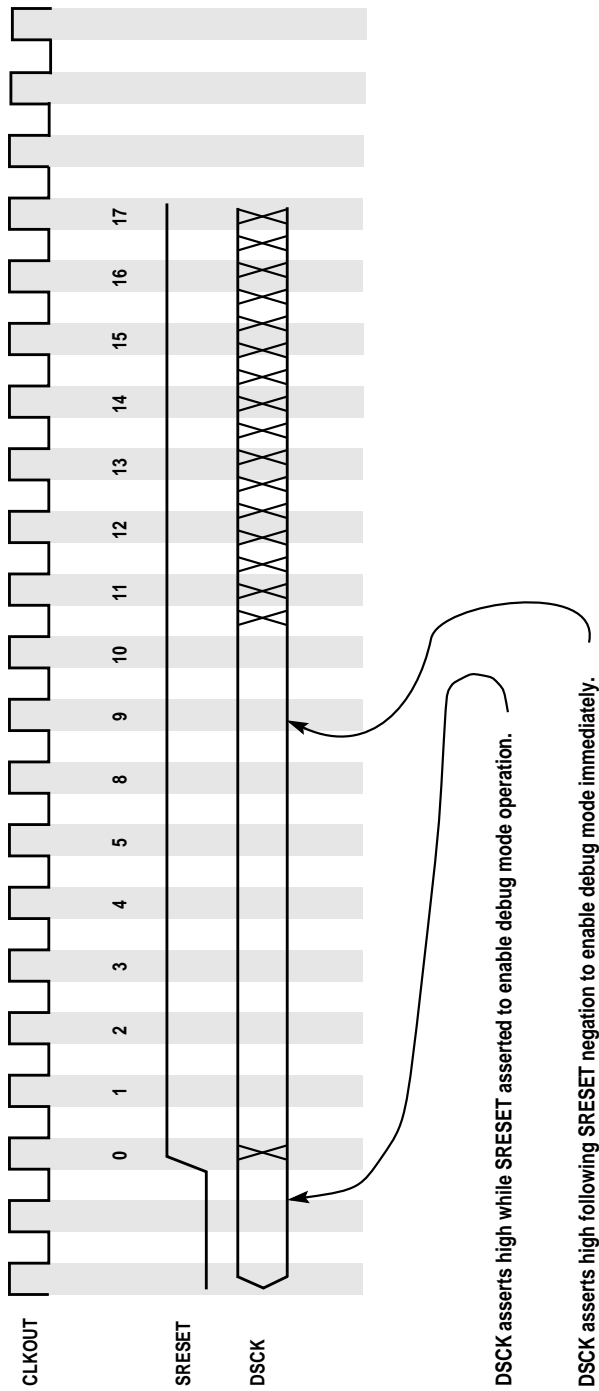 CLKOUT
0 1 2 3 4 5 8 9 10 11 12 13 14 15 16 17
SRESET
DSCK
DSCK asserts high while SRESET asserted to enable debug mode operation.
DSCK asserts high following SRESET negation to enable debug mode immediately.